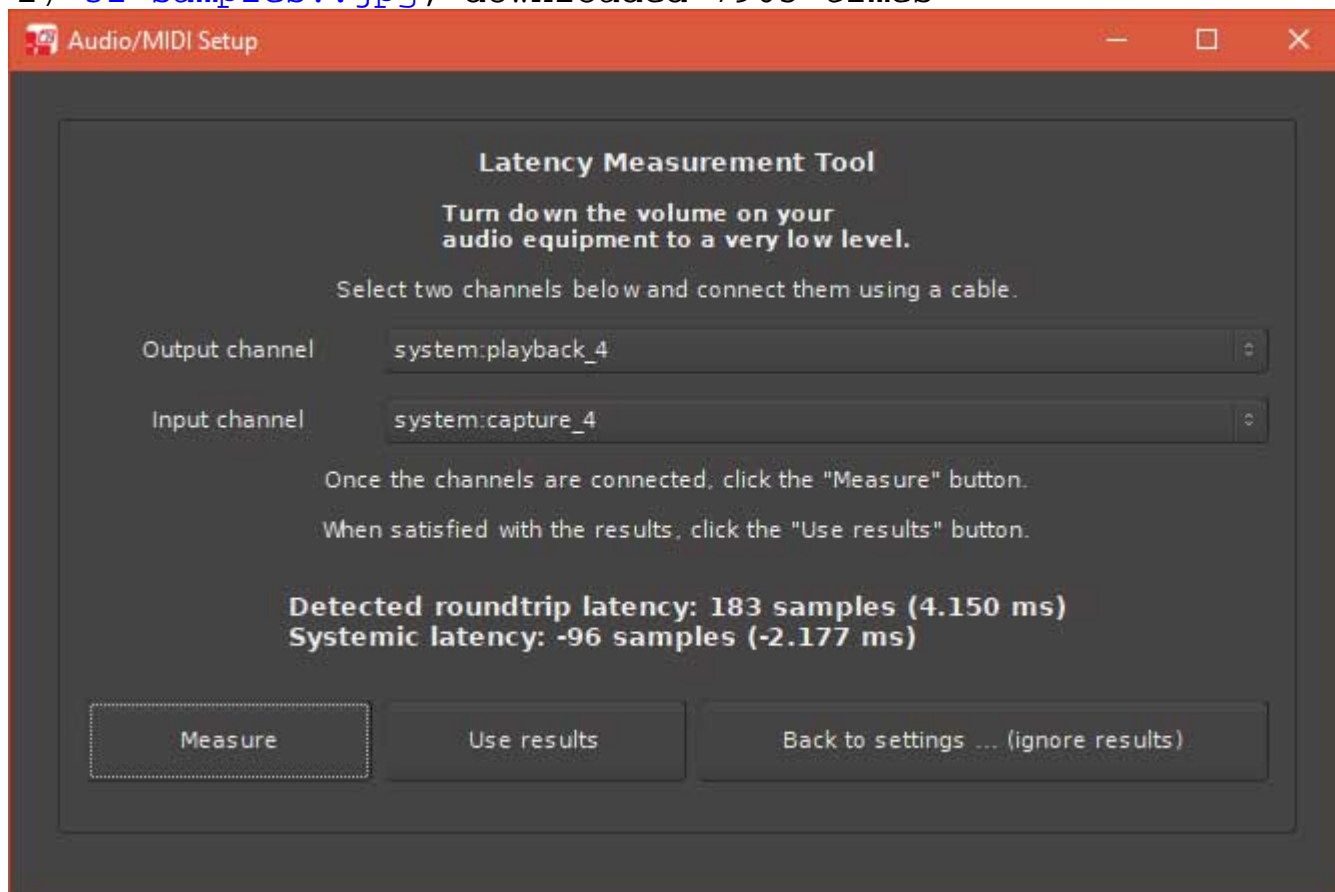 Audio/MIDI Setup
Latency Measurement Tool
Turn down the volume on your
audio equipment to a very low level.
Select two channels below and connect them using a cable.
Output channel system:playback_4
Input channel system:capture_4
Once the channels are connected, click the "Measure" button.
When satisfied with the results, click the "Use results" button.
Detected roundtrip latency: 183 samples (4.150 ms)
Systemic latency: -96 samples (-2.177 ms)
Measure Use results Back to settings ... (ignore results)